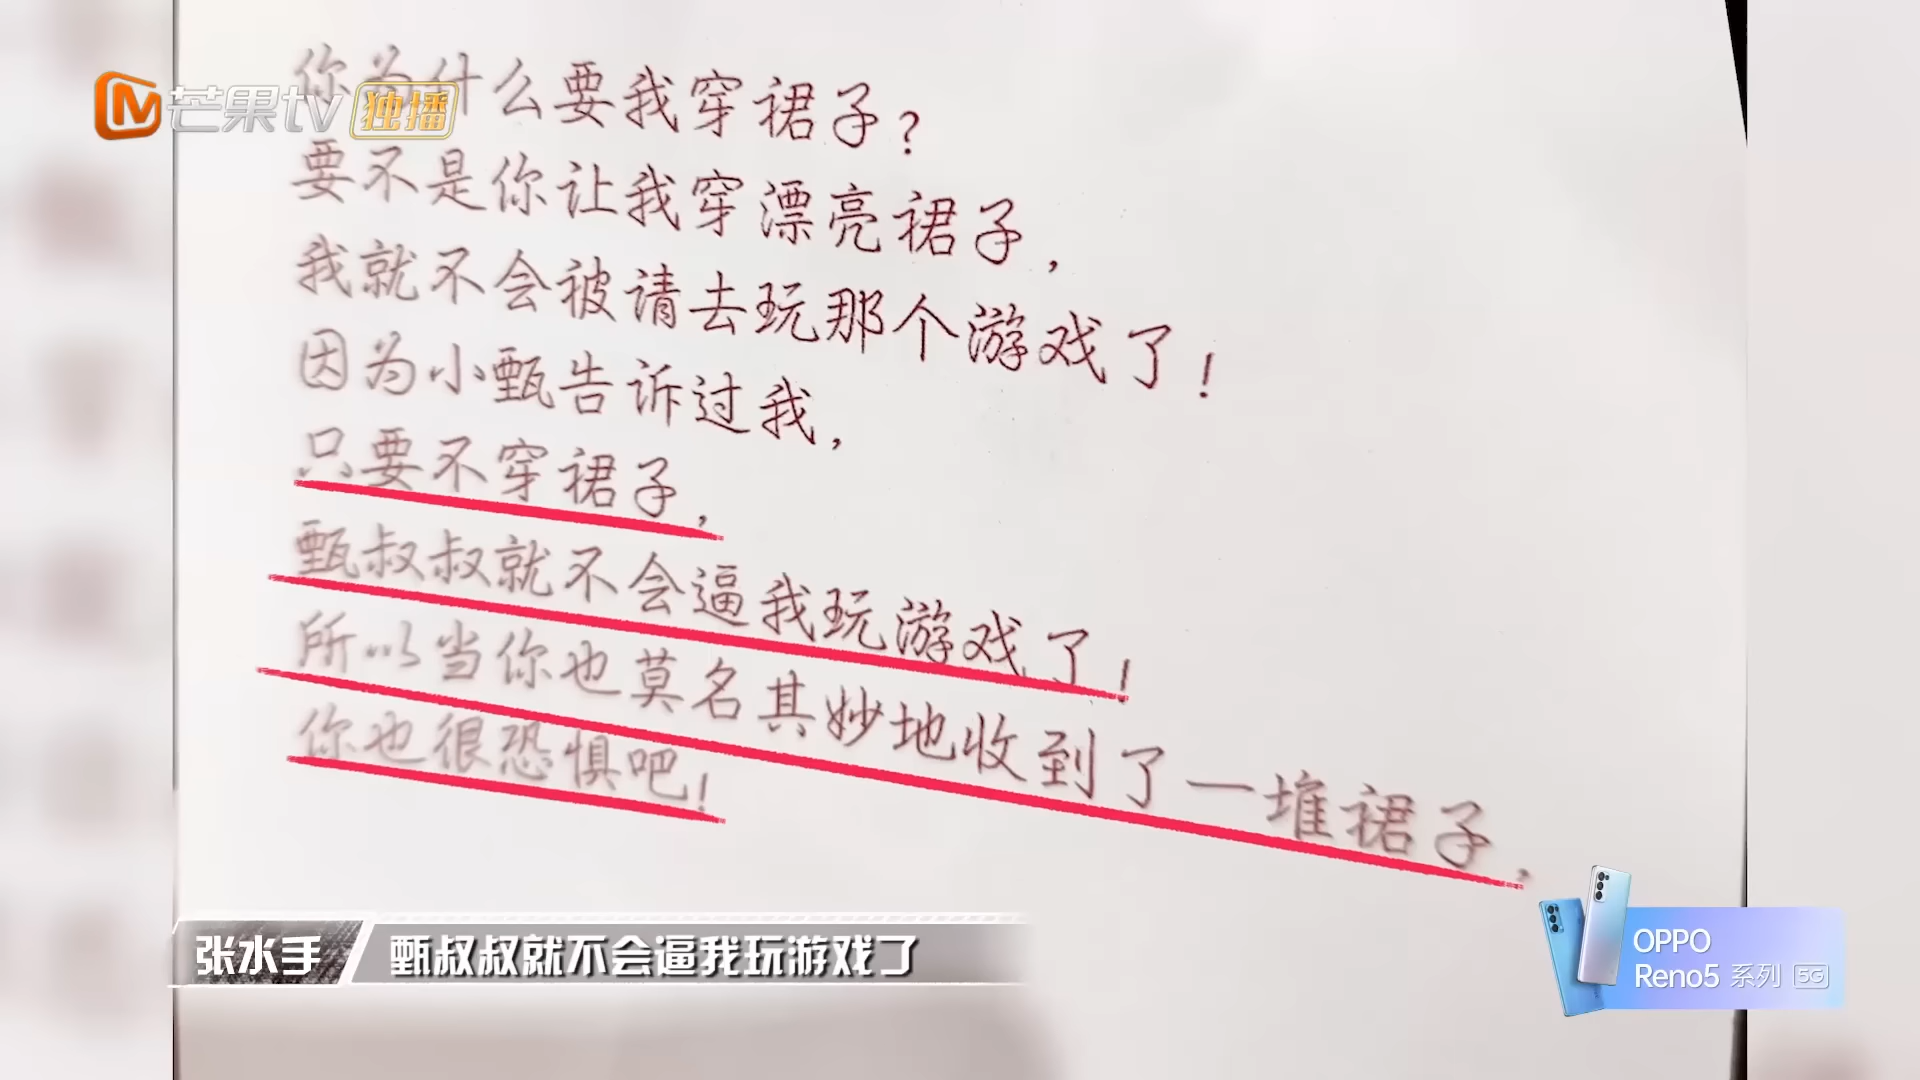 你为什么要我穿裙子?
芒果tv 独播
要不是你让我穿漂亮裙子,
我就不会被请去玩那个游戏了!
因为小甄告诉过我,
只要不穿裙子,
甄叔叔就不会逼我玩游戏了!
所以当你也莫名其妙地收到了一堆裙子,
你也很恐惧吧!
张水手 甄叔叔就不会逼我玩游戏了
OPPO
Reno5 系列 5G